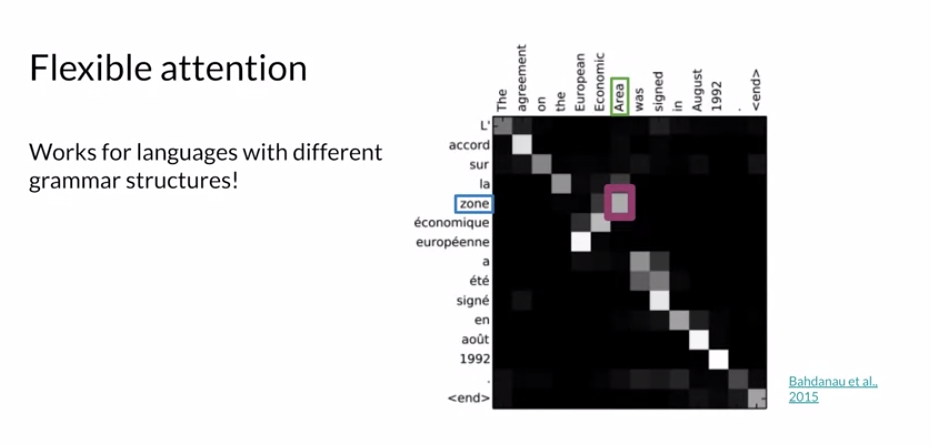 Flexible attention
Works for languages with different
grammar structures!
The
agreement
on
the
European
Economic
Area
was
signed
in
August
1992
.
<end>
L'
accord
sur
la
zone
économique
européenne
a
été
signé
en
août
1992
.
<end>
Bahdanau et al.,
2015